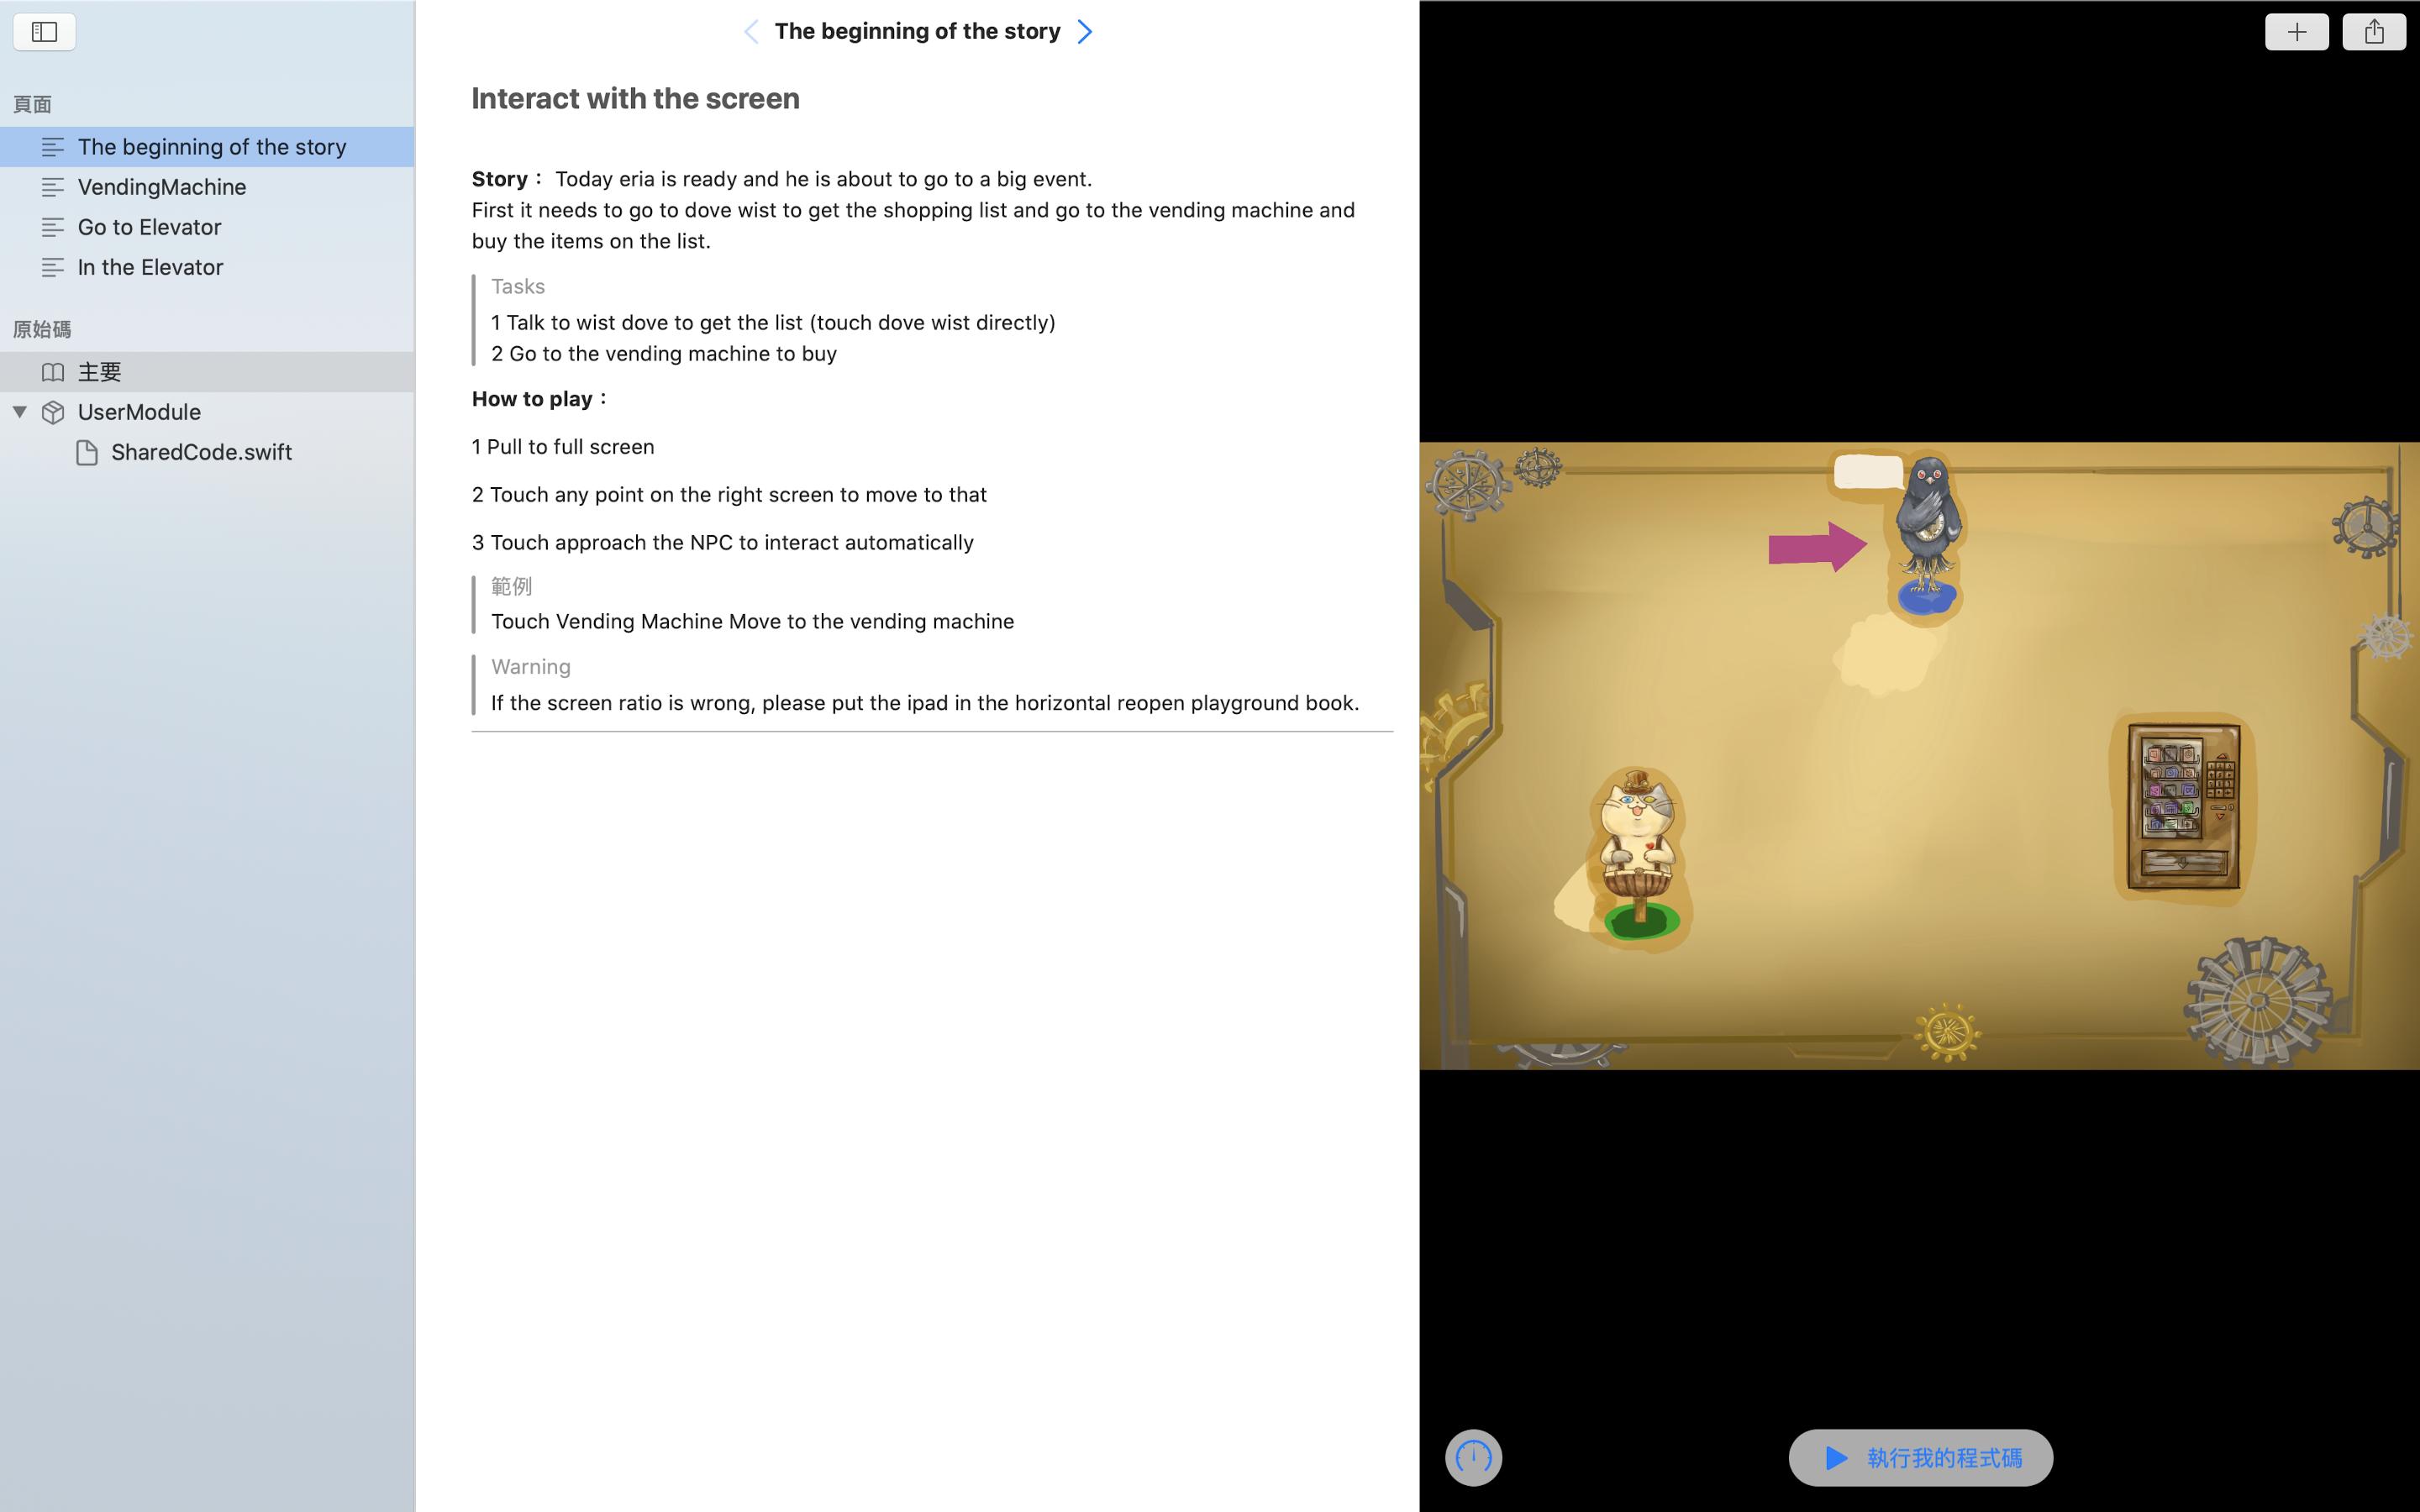 頁面
The beginning of the story
VendingMachine
Go to Elevator
In the Elevator
原始碼
主要
UserModule
SharedCode.swift
The beginning of the story
Interact with the screen
Story： Today eria is ready and he is about to go to a big event.
First it needs to go to dove wist to get the shopping list and go to the vending machine and
buy the items on the list.
Tasks
1 Talk to wist dove to get the list (touch dove wist directly)
2 Go to the vending machine to buy
How to play：
1 Pull to full screen
2 Touch any point on the right screen to move to that
3 Touch approach the NPC to interact automatically
範例
Touch Vending Machine Move to the vending machine
Warning
If the screen ratio is wrong, please put the ipad in the horizontal reopen playground book.
執行我的程式碼